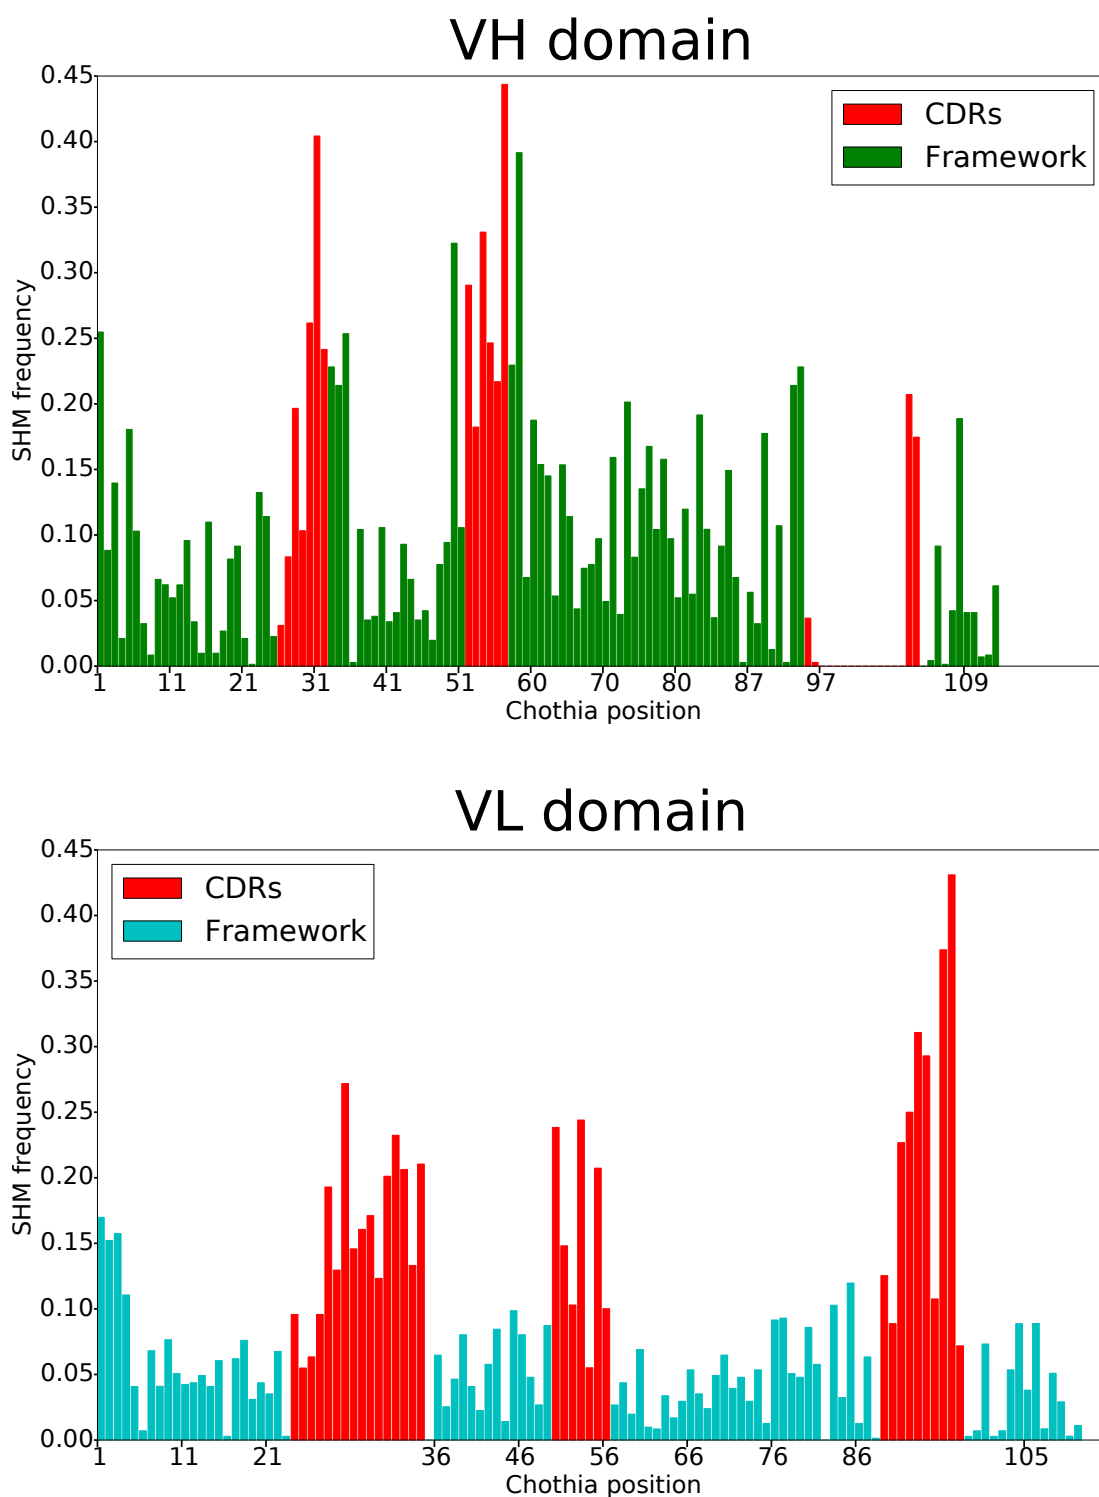 VH domain
0.45
0.40
0.35
0.30
0.25
0.20
0.15
0.10
0.05
0.00
SHM frequency
CDRs
Framework
1 11 21 31 41 51 60 70 80 87 97 109
Chothia position
VL domain
0.45
0.40
0.35
0.30
0.25
0.20
0.15
0.10
0.05
0.00
SHM frequency
CDRs
Framework
1 11 21 36 46 56 66 76 86 105
Chothia position